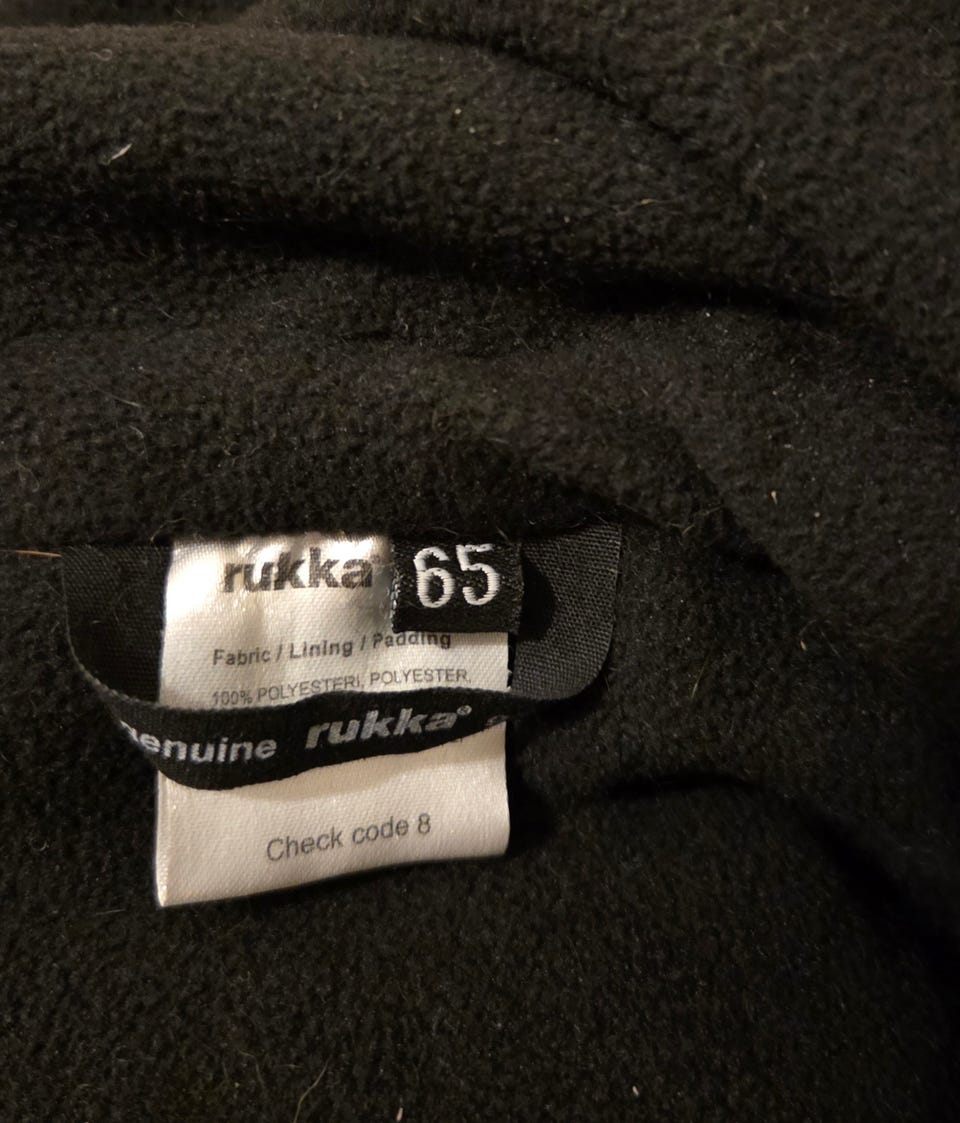 rukka
65
Fabric / Lining / Padding
100% POLYESTERI, POLYESTER,
genuine rukka®
Check code 8